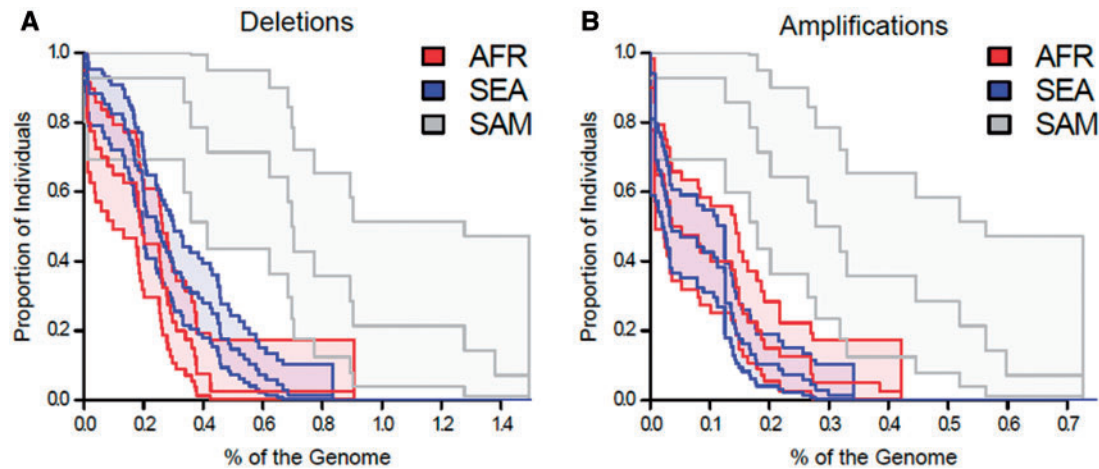 A
Deletions
AFR
SEA
SAM
Proportion of Individuals
1.0
0.8
0.6
0.4
0.2
0.0
0.0 0.2 0.4 0.6 0.8 1.0 1.2 1.4
% of the Genome
B
Amplifications
AFR
SEA
SAM
Proportion of Individuals
1.0
0.8
0.6
0.4
0.2
0.0
0.0 0.1 0.2 0.3 0.4 0.5 0.6 0.7
% of the Genome